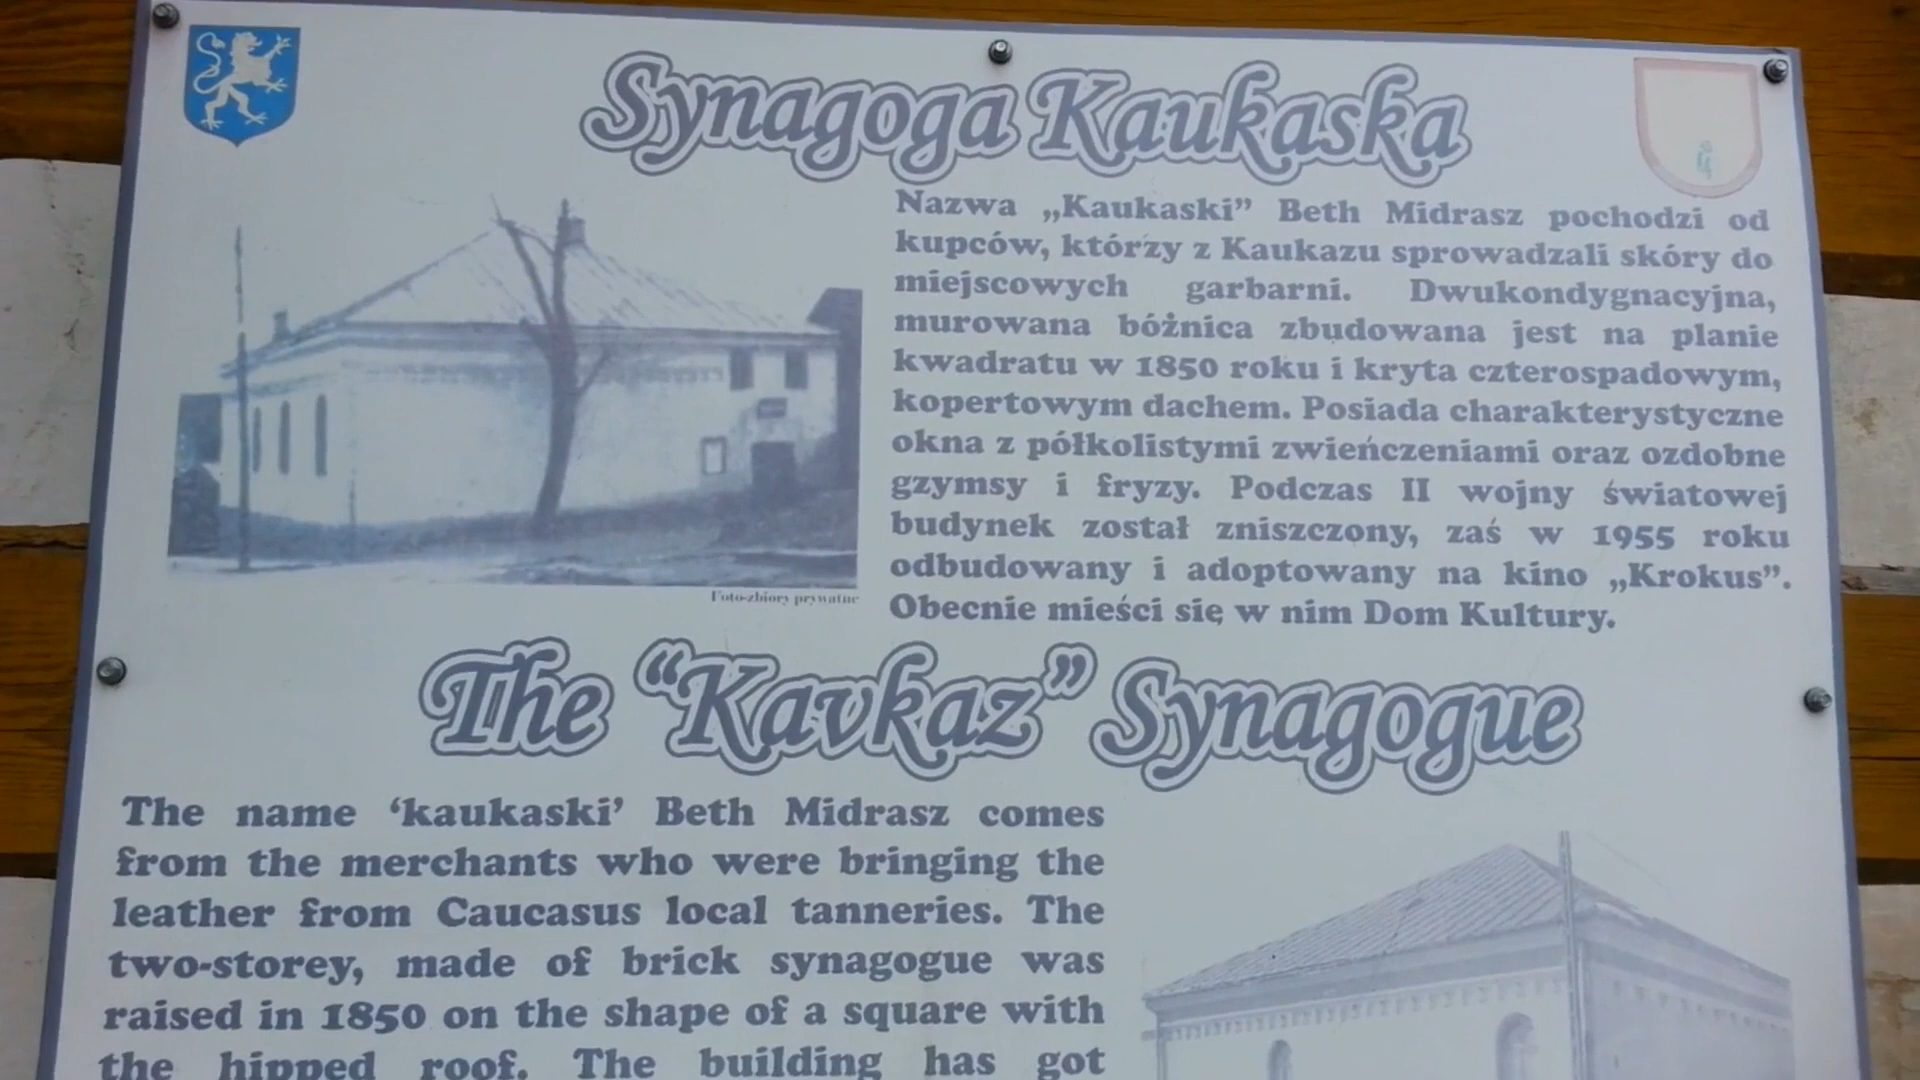 Synagoga Kaukaska
Nazwa „Kaukaski” Beth Midrasz pochodzi od
kupców, którzy z Kaukazu sprowadzali skóry do
miejscowych garbarni. Dwukondygnacyjna,
murowana bóżnica zbudowana jest na planie
kwadratu w 1850 roku i kryta czterospadowym,
kopertowym dachem. Posiada charakterystyczne
okna z półkolistymi zwieńczeniami oraz ozdobne
gzymsy i fryzy. Podczas II wojny światowej
budynek został zniszczony, zaś w 1955 roku
odbudowany i adoptowany na kino „Krokus”.
Obecnie mieści się w nim Dom Kultury.
Foto-zbiory prywatne
The “Kavkaz” Synagogue
The name ‘kaukaski’ Beth Midrasz comes
from the merchants who were bringing the
leather from Caucasus local tanneries. The
two-storey, made of brick synagogue was
raised in 1850 on the shape of a square with
the hipped roof. The building has got